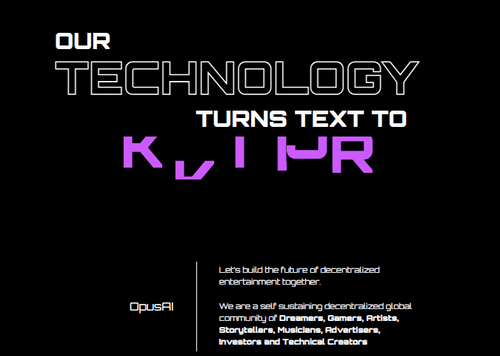 OUR
TECHNOLOGY
TURNS TEXT TO
OpusAI
Let's build the future of decentralized
entertainment together.
We are a self sustaining decentralized global
community of Dreamers, Gamers, Artists,
Storytellers, Musicians, Advertisers,
Investors and Technical Creators